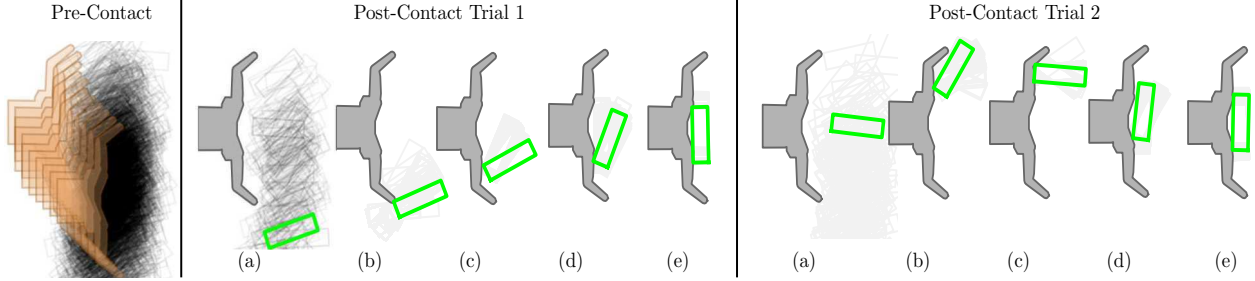 Pre-Contact
Post-Contact Trial 1
Post-Contact Trial 2
(a)
(b)
(c)
(d)
(e)
(a)
(b)
(c)
(d)
(e)